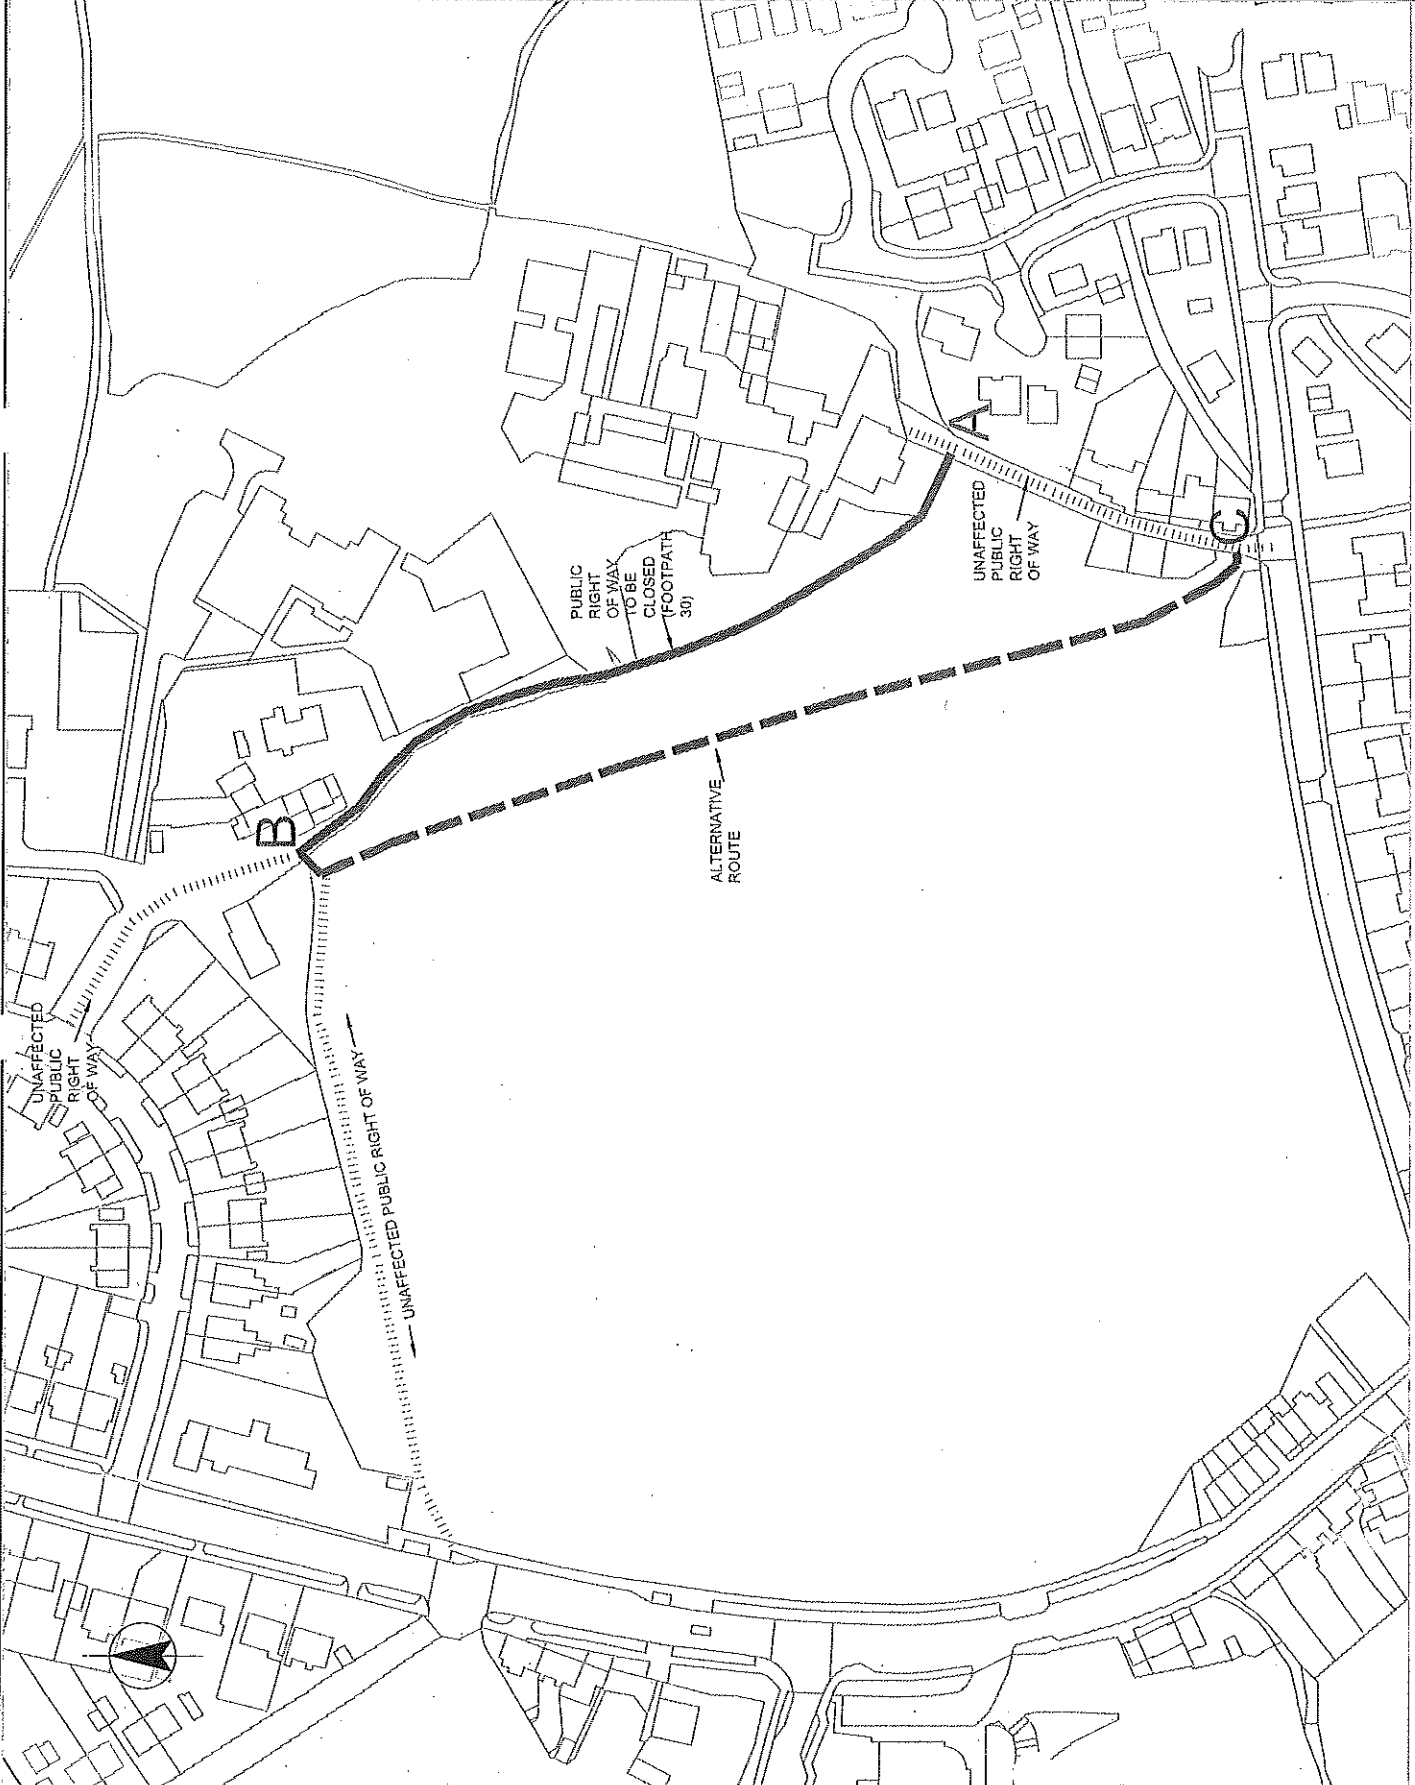 UNAFFECTED
PUBLIC
RIGHT
OF WAY
B
UNAFFECTED PUBLIC RIGHT OF WAY
PUBLIC
RIGHT
OF WAY
TO BE
CLOSED
(FOOTPATH
30)
ALTERNATIVE
ROUTE
A
UNAFFECTED
PUBLIC
RIGHT
OF WAY
C